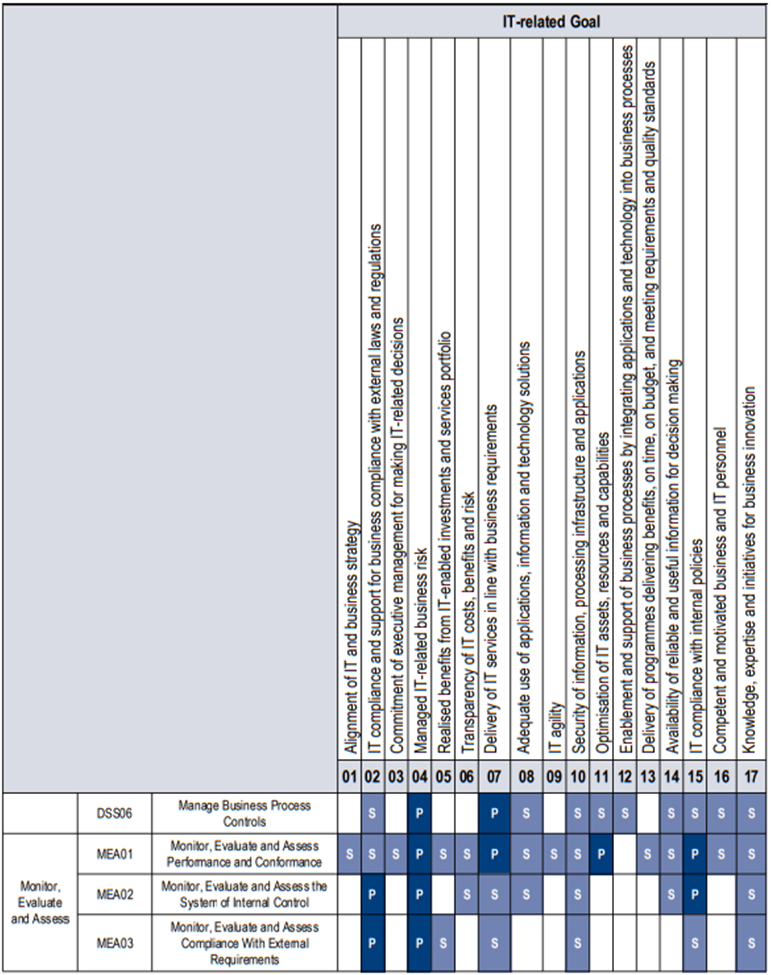 IT-related Goal
Alignment of IT and business strategy
IT compliance and support for business compliance with external laws and regulations
Commitment of executive management for making IT-related decisions
Managed IT-related business risk
Realised benefits from IT-enabled investments and services portfolio
Transparency of IT costs, benefits and risk
Delivery of IT services in line with business requirements
Adequate use of applications, information and technology solutions
IT agility
Security of information, processing infrastructure and applications
Optimisation of IT assets, resources and capabilities
Enablement and support of business processes by integrating applications and technology into business processes
Delivery of programmes delivering benefits, on time, on budget, and meeting requirements and quality standards
Availability of reliable and useful information for decision making
IT compliance with internal policies
Competent and motivated business and IT personnel
Knowledge, expertise and initiatives for business innovation
01 02 03 04 05 06 07 08 09 10 11 12 13 14 15 16 17
DSS06
Manage Business Process
Controls
S P P S S S S S S S S
Monitor,
Evaluate
and Assess
MEA01
Monitor, Evaluate and Assess
Performance and Conformance
S S S P S S P S S S P S S P S S
MEA02
Monitor, Evaluate and Assess the
System of Internal Control
P P S S S S S P S
MEA03
Monitor, Evaluate and Assess
Compliance With External
Requirements
P P S S S S S